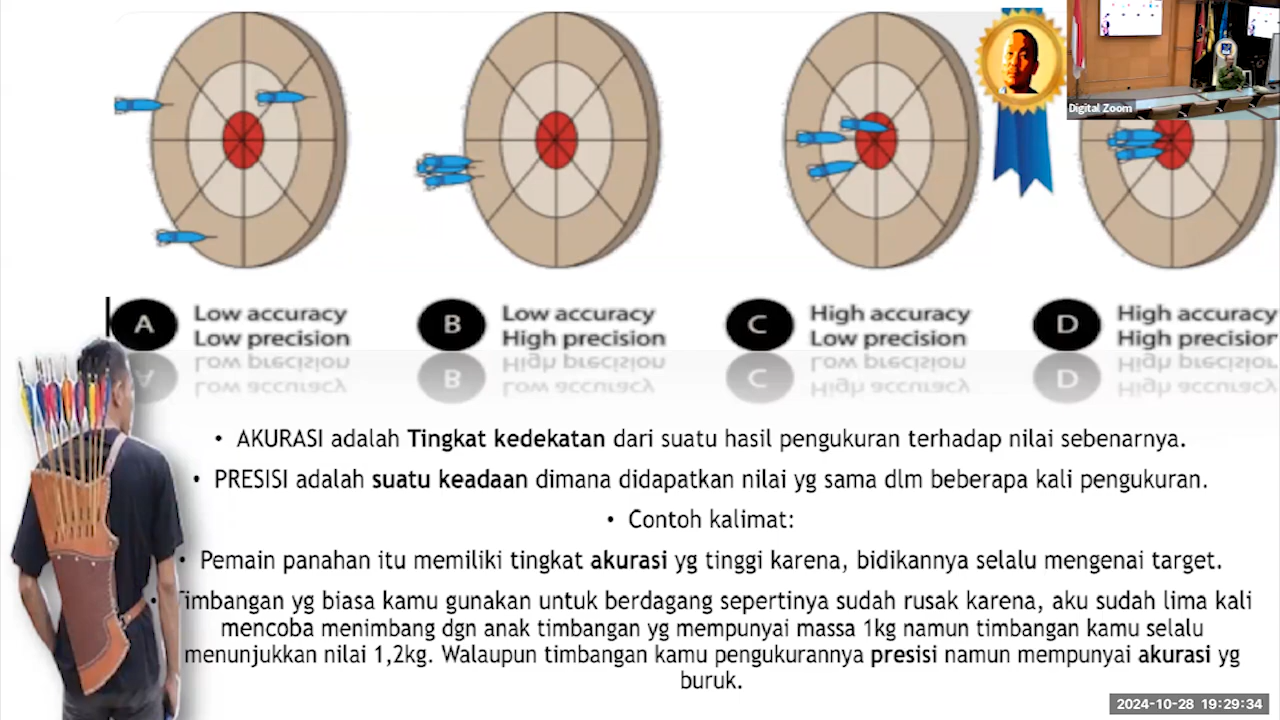 Digital Zoom
A
Low accuracy
Low precision
B
Low accuracy
High precision
C
High accuracy
Low precision
D
High accuracy
High precision
• AKURASI adalah Tingkat kedekatan dari suatu hasil pengukuran terhadap nilai sebenarnya.
• PRESISI adalah suatu keadaan dimana didapatkan nilai yg sama dlm beberapa kali pengukuran.
• Contoh kalimat:
• Pemain panahan itu memiliki tingkat akurasi yg tinggi karena, bidikannya selalu mengenai target.
• Timbangan yg biasa kamu gunakan untuk berdagang sepertinya sudah rusak karena, aku sudah lima kali
mencoba menimbang dgn anak timbangan yg mempunyai massa 1kg namun timbangan kamu selalu
menunjukkan nilai 1,2kg. Walaupun timbangan kamu pengukurannya presisi namun mempunyai akurasi yg
buruk.
2024-10-28 19:29:34